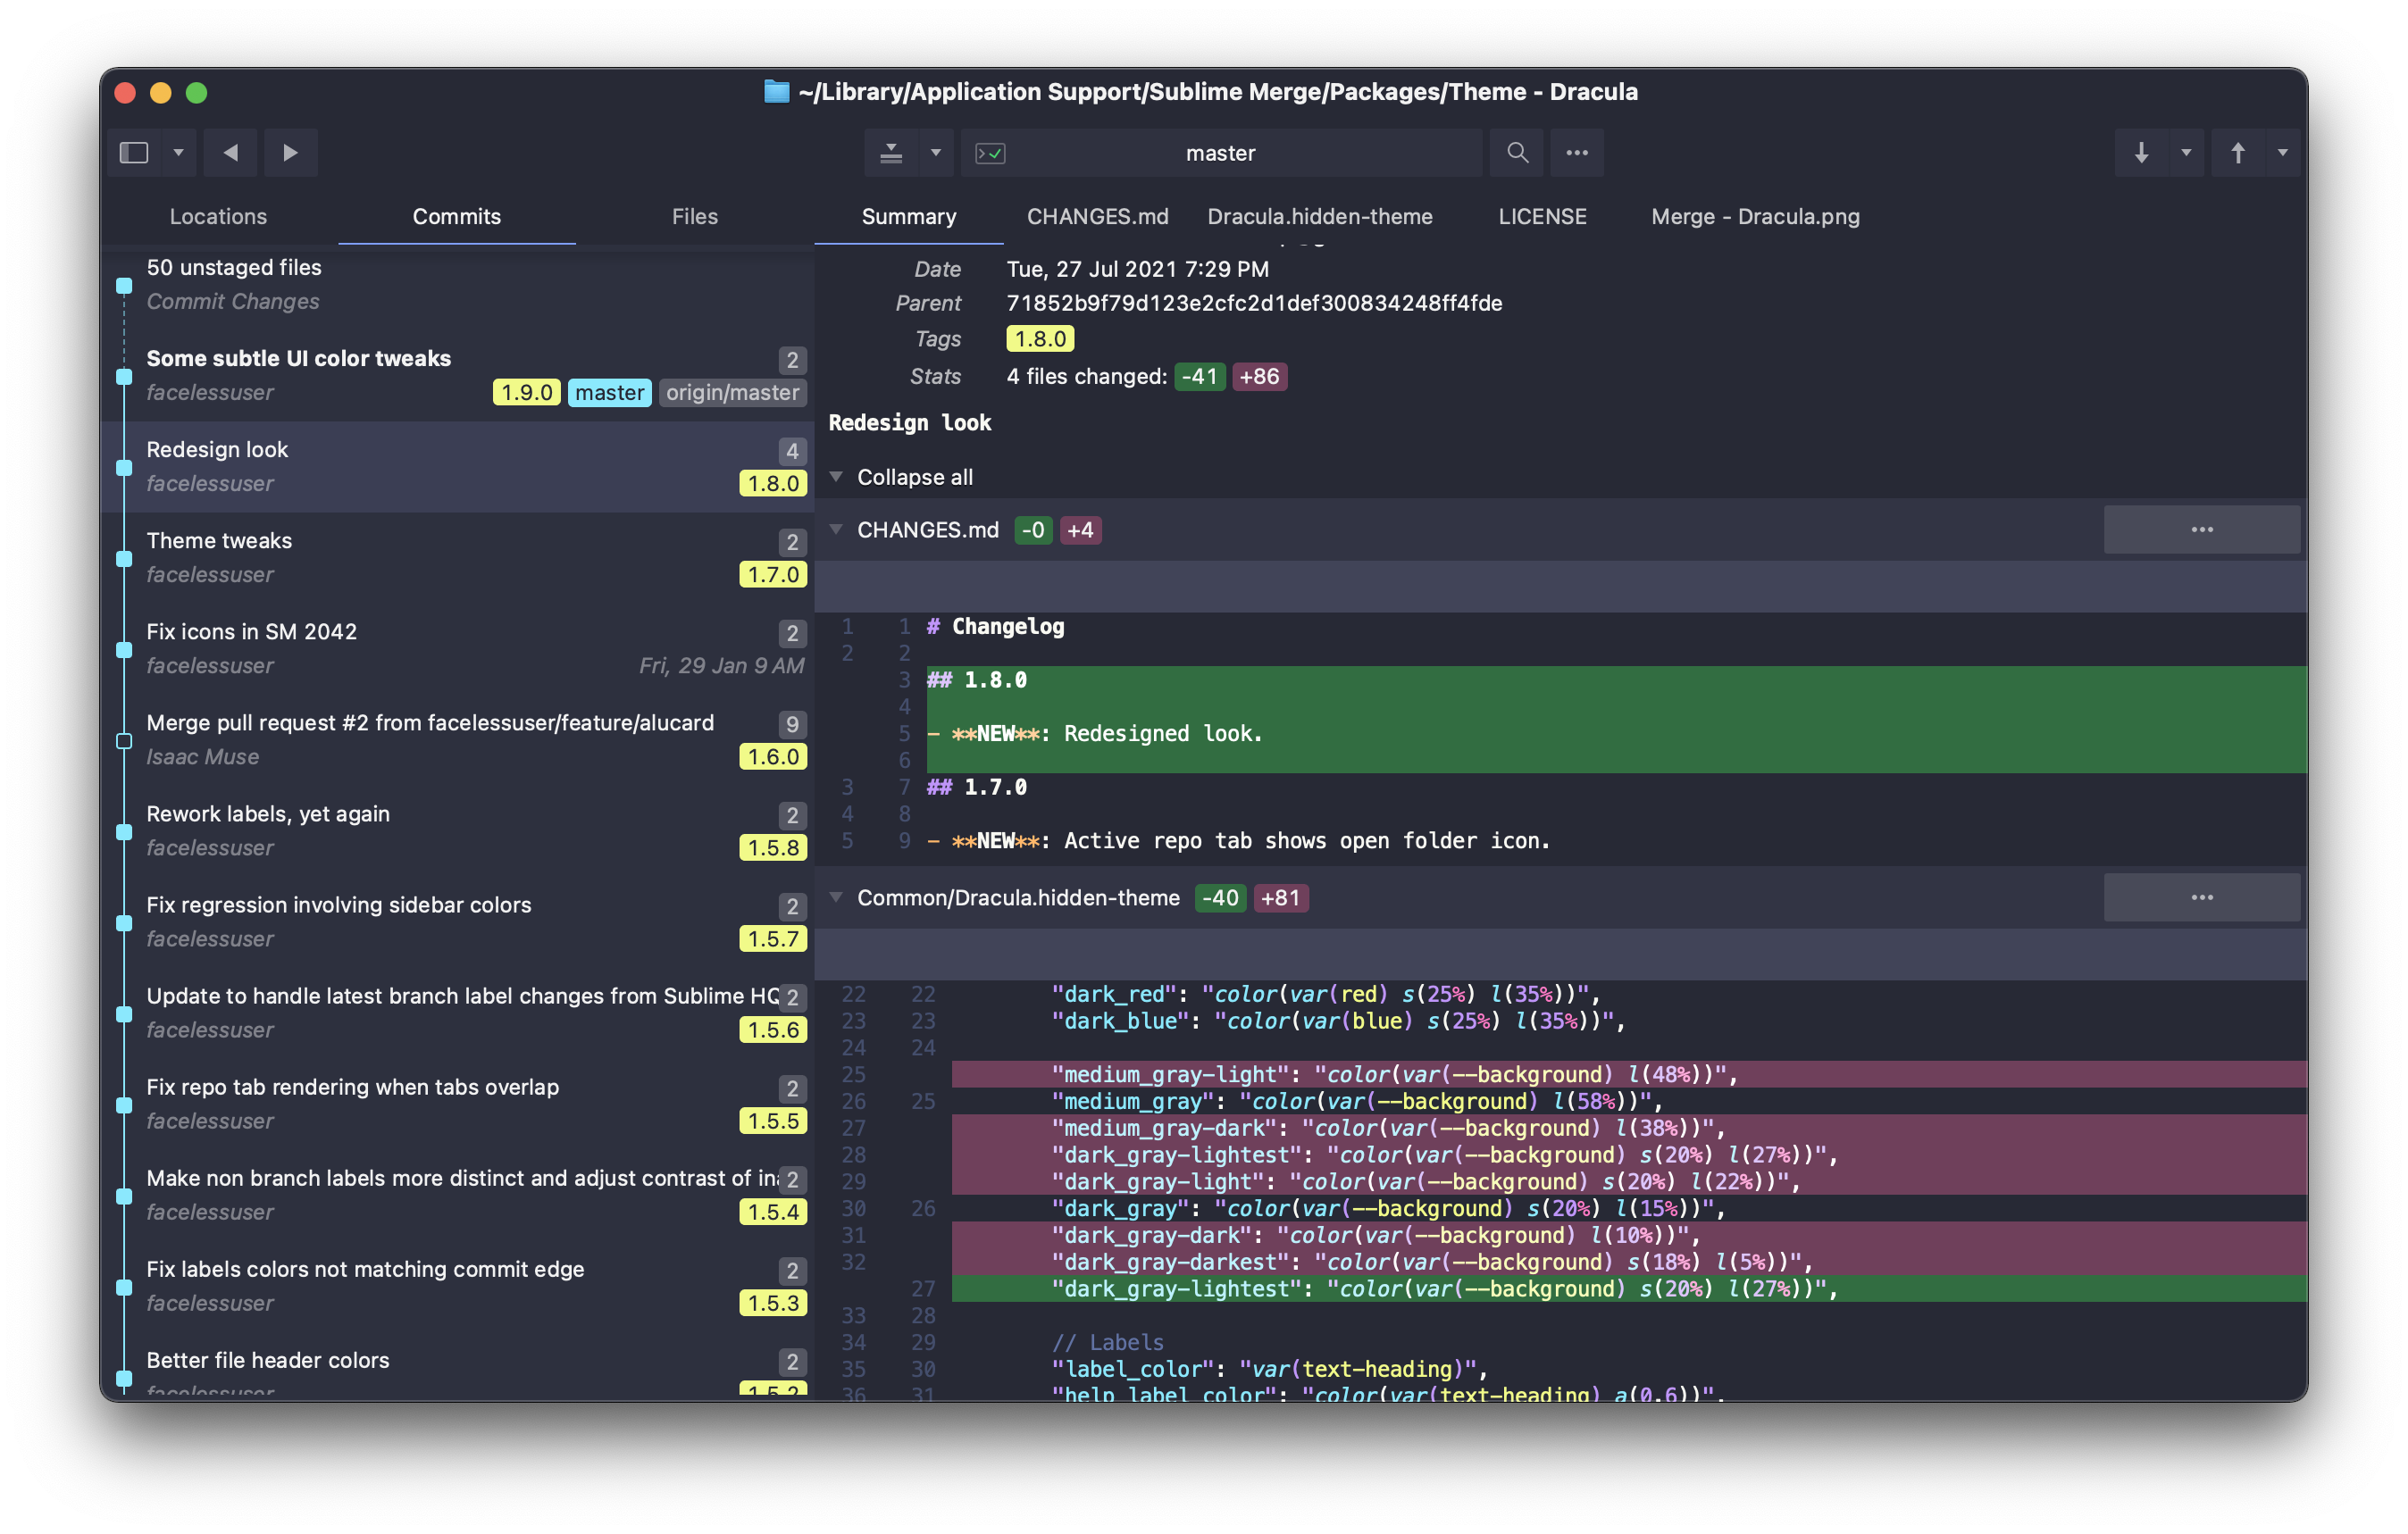 ~/Library/Application Support/Sublime Merge/Packages/Theme - Dracula
master
Locations Commits Files
Summary CHANGES.md Dracula.hidden-theme LICENSE Merge - Dracula.png
50 unstaged files
Commit Changes
Some subtle UI color tweaks 2
facelessuser 1.9.0 master origin/master
Redesign look 4
facelessuser 1.8.0
Theme tweaks 2
facelessuser 1.7.0
Fix icons in SM 2042 2
facelessuser Fri, 29 Jan 9 AM
Merge pull request #2 from facelessuser/feature/alucard 9
Isaac Muse 1.6.0
Rework labels, yet again 2
facelessuser 1.5.8
Fix regression involving sidebar colors 2
facelessuser 1.5.7
Update to handle latest branch label changes from Sublime HQ 2
facelessuser 1.5.6
Fix repo tab rendering when tabs overlap 2
facelessuser 1.5.5
Make non branch labels more distinct and adjust contrast of in 2
facelessuser 1.5.4
Fix labels colors not matching commit edge 2
facelessuser 1.5.3
Better file header colors 2
facelessuser 1.5.2
Date Tue, 27 Jul 2021 7:29 PM
Parent 71852b9f79d123e2cfc2d1def300834248ff4fde
Tags 1.8.0
Stats 4 files changed: -41 +86
Redesign look
Collapse all
CHANGES.md -0 +4
1 1 # Changelog
2 2
3 ## 1.8.0
4
5 - **NEW**: Redesigned look.
6
3 7 ## 1.7.0
4 8
5 9 - **NEW**: Active repo tab shows open folder icon.
Common/Dracula.hidden-theme -40 +81
22 22 "dark_red": "color(var(red) s(25%) l(35%))",
23 23 "dark_blue": "color(var(blue) s(25%) l(35%))",
24 24
25 "medium_gray-light": "color(var(--background) l(48%))",
26 25 "medium_gray": "color(var(--background) l(58%))",
27 "medium_gray-dark": "color(var(--background) l(38%))",
28 "dark_gray-lightest": "color(var(--background) s(20%) l(27%))",
29 "dark_gray-light": "color(var(--background) s(20%) l(22%))",
30 26 "dark_gray": "color(var(--background) s(20%) l(15%))",
31 "dark_gray-dark": "color(var(--background) l(10%))",
32 "dark_gray-darkest": "color(var(--background) s(18%) l(5%))",
27 "dark_gray-lightest": "color(var(--background) s(20%) l(27%))",
33 28
34 29 // Labels
35 30 "label_color": "var(text-heading)",
36 31 "help_label_color": "color(var(text-heading) a(0.6))",